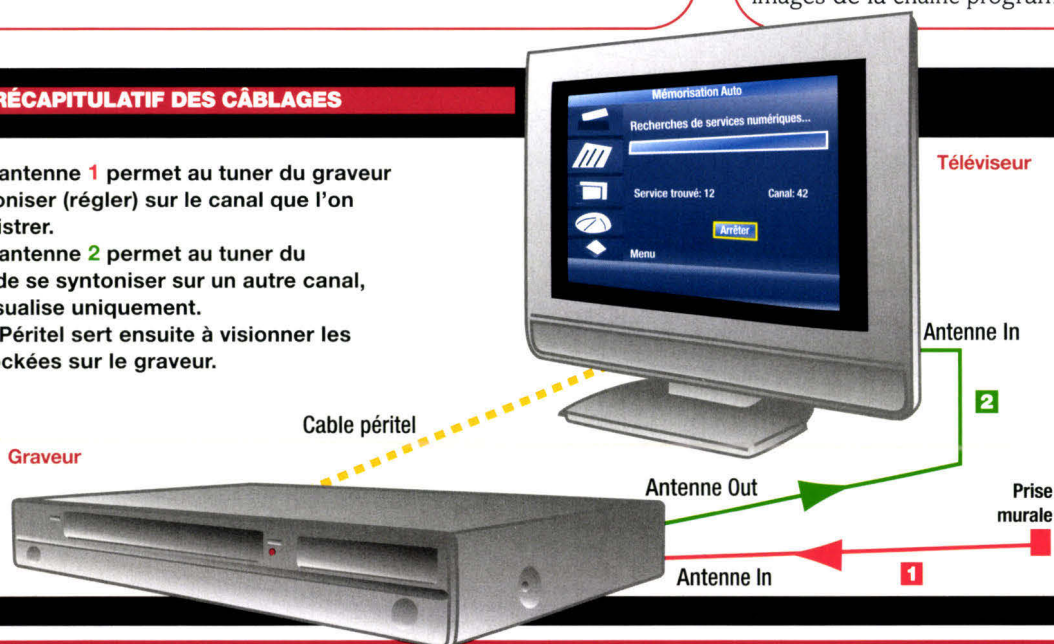 images de la chaîne program
RÉCAPITULATIF DES CÂBLAGES
antenne 1 permet au tuner du graveur
oniser (régler) sur le canal que l'on
istrer.
antenne 2 permet au tuner du
de se syntoniser sur un autre canal,
sualise uniquement.
Péritel sert ensuite à visionner les
ckées sur le graveur.
Mémorisation Auto
Recherches de services numériques...
Service trouvé: 12 Canal: 42
Arrêter
Menu
Téléviseur
Antenne In
2
Cable péritel
Graveur
Antenne Out
Prise
murale
Antenne In
1